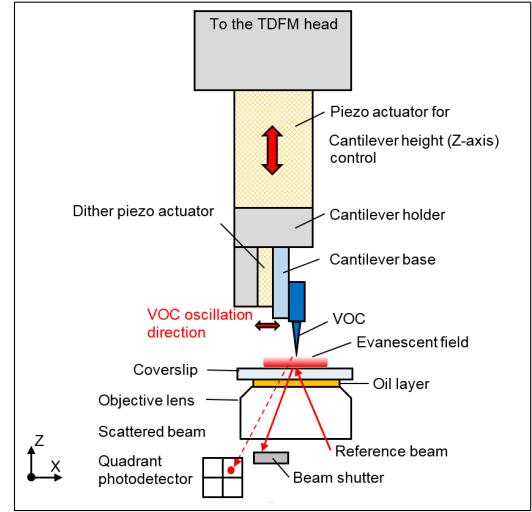 To the TDFM head
Piezo actuator for
Cantilever height (Z-axis)
control
Dither piezo actuator
Cantilever holder
Cantilever base
VOC oscillation
direction
VOC
Evanescent field
Coverslip
Oil layer
Objective lens
Scattered beam
Reference beam
Quadrant
photodetector
Beam shutter
Z
X